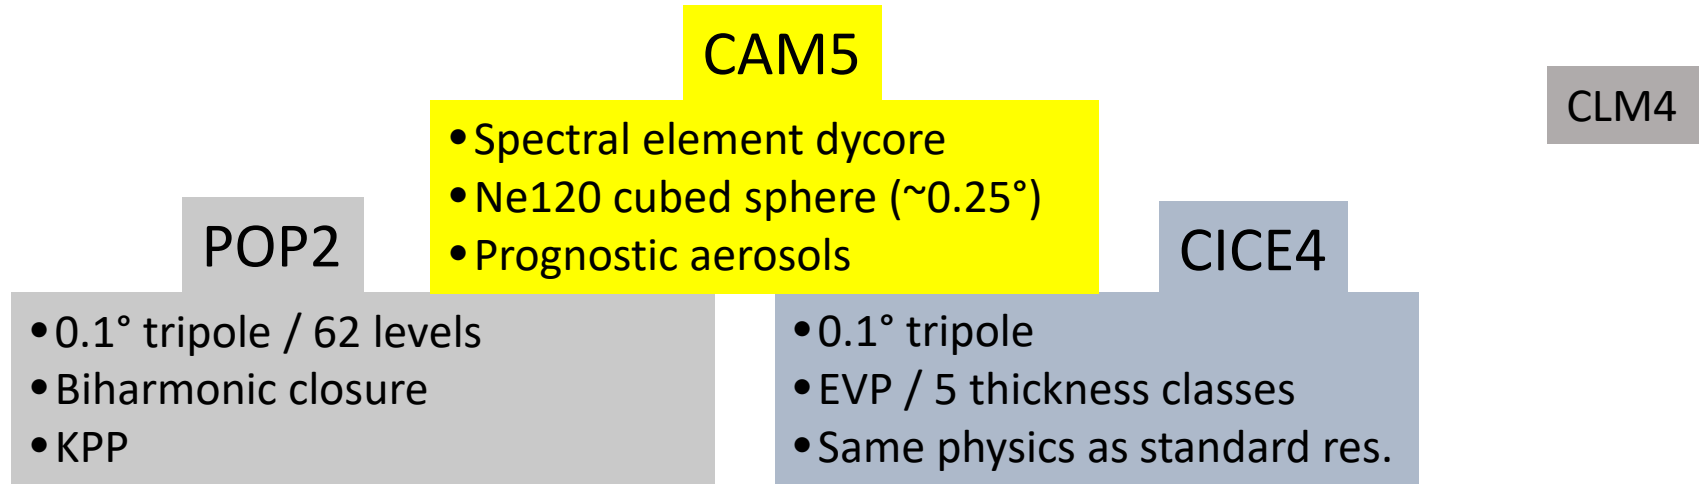 CAM5
• Spectral element dycore
• Ne120 cubed sphere (~0.25°)
• Prognostic aerosols
CLM4
POP2
• 0.1° tripole / 62 levels
• Biharmonic closure
• KPP
CICE4
• 0.1° tripole
• EVP / 5 thickness classes
• Same physics as standard res.